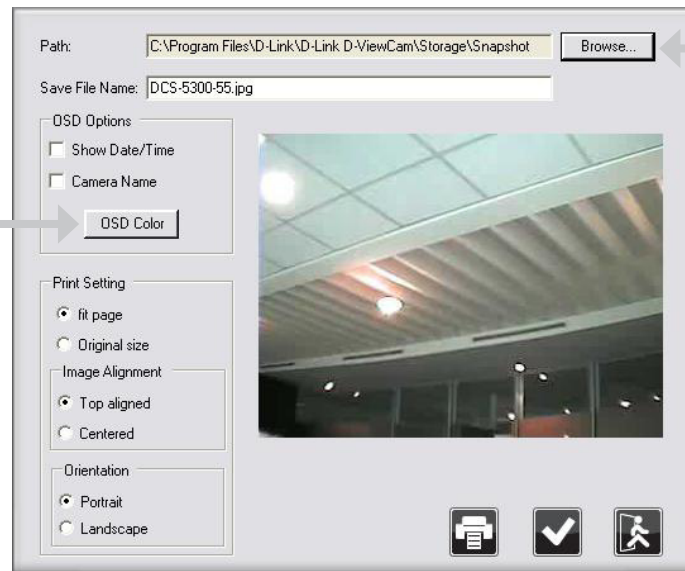 Path: C:\Program Files\D-Link\D-Link D-ViewCam\Storage\Snapshot Browse...
Save File Name: DCS-5300-55.jpg
OSD Options
Show Date/Time
Camera Name
OSD Color
Print Setting
fit page
Original size
Image Alignment
Top aligned
Centered
Orientation
Portrait
Landscape